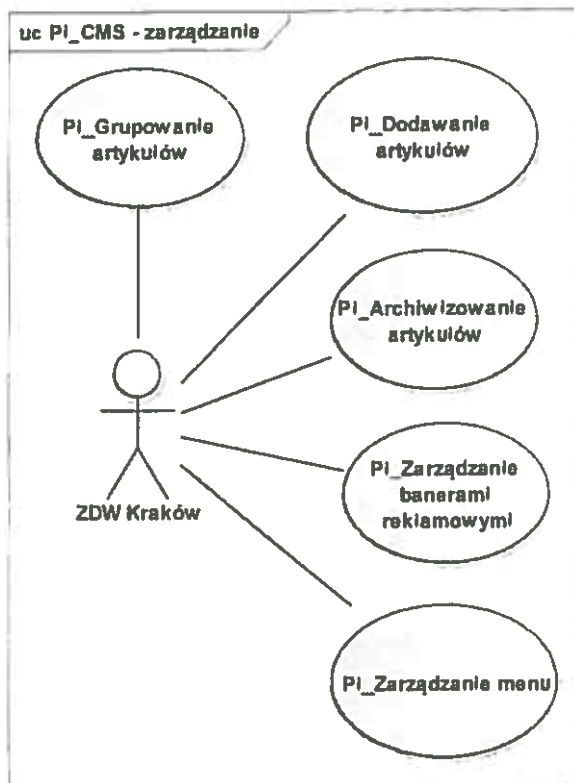 uc PI_CMS - zarządzanie
PI_Grupowanie
artykułów
PI_Dodawanie
artykułów
PI_Archiwizowanie
artykułów
PI_Zarządzanie
banerami
reklamowymi
ZDW Kraków
PI_Zarządzanie menu